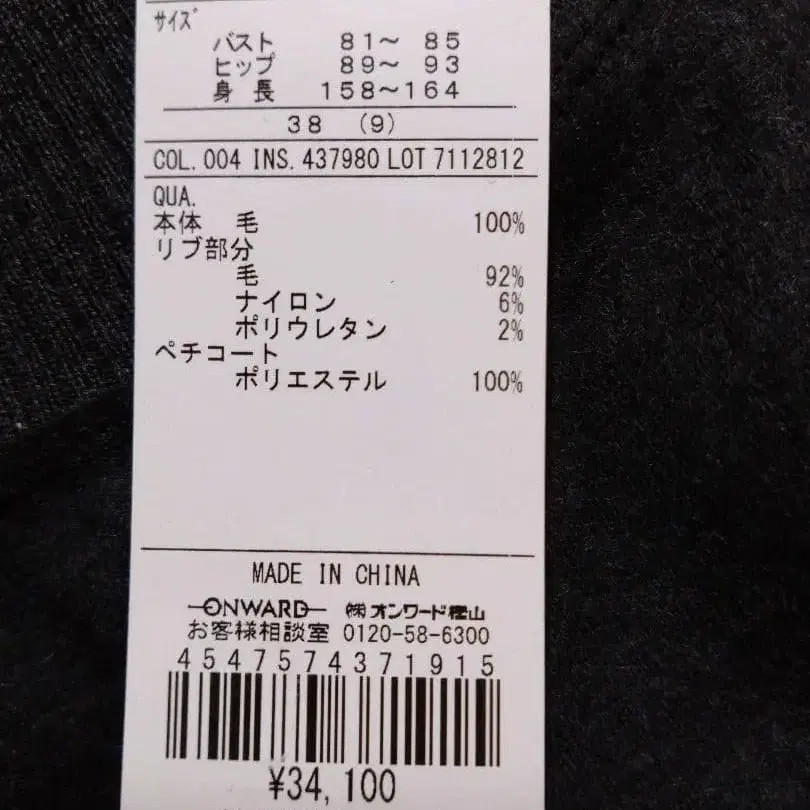 サイズ
バスト 81～ 85
ヒップ 89～ 93
身 長 158～164
38 (9)
COL.004 INS.437980 LOT 7112812
QUA.
本体 毛 100%
リブ部分
毛 92%
ナイロン 6%
ポリウレタン 2%
ペチコート
ポリエステル 100%
MADE IN CHINA
ONWARD ㈱オンワード樫山
お客様相談室 0120-58-6300
4547574371915
¥34,100